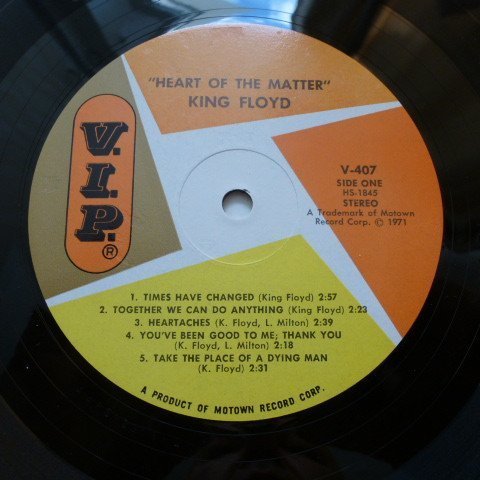 "HEART OF THE MATTER"
KING FLOYD
V.I.P.®
V-407
SIDE ONE
HS-1845
STEREO
A Trademark of Motown
Record Corp. © 1971
1. TIMES HAVE CHANGED (King Floyd) 2:57
2. TOGETHER WE CAN DO ANYTHING (King Floyd) 2:23
3. HEARTACHES (K. Floyd, L. Milton) 2:39
4. YOU'VE BEEN GOOD TO ME; THANK YOU
(K. Floyd, L. Milton) 2:18
5. TAKE THE PLACE OF A DYING MAN
(K. Floyd) 2:31
A PRODUCT OF MOTOWN RECORD CORP.